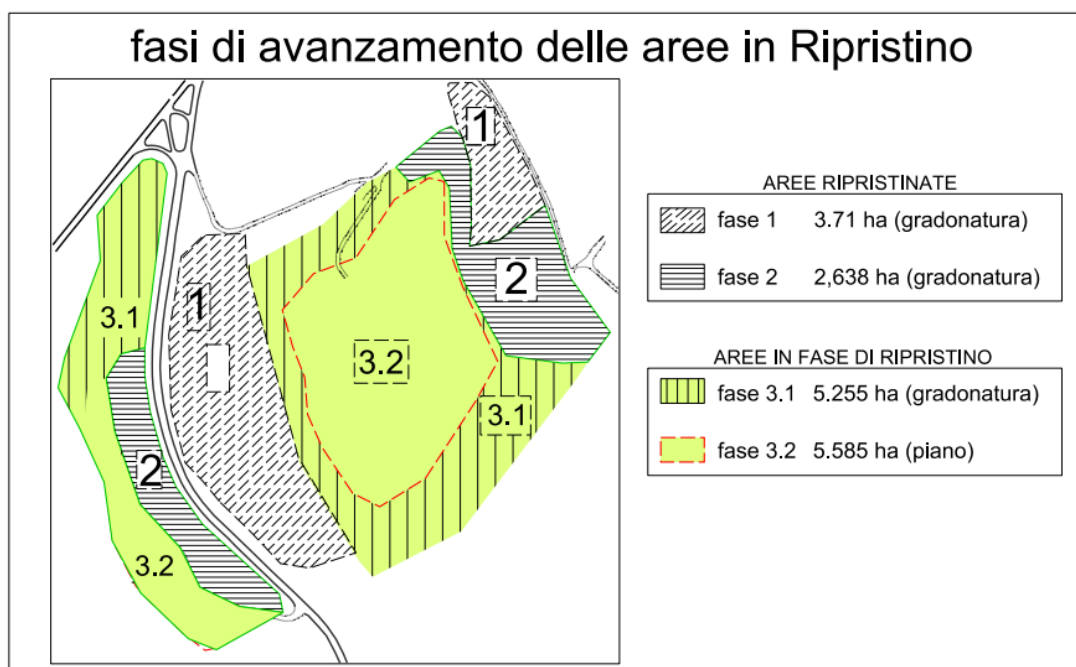 fasi di avanzamento delle aree in Ripristino
1
1
2
3.1
3.2
3.1
2
3.2
AREE RIPRISTINATE
fase 1 3.71 ha (gradonatura)
fase 2 2,638 ha (gradonatura)
AREE IN FASE DI RIPRISTINO
fase 3.1 5.255 ha (gradonatura)
fase 3.2 5.585 ha (piano)